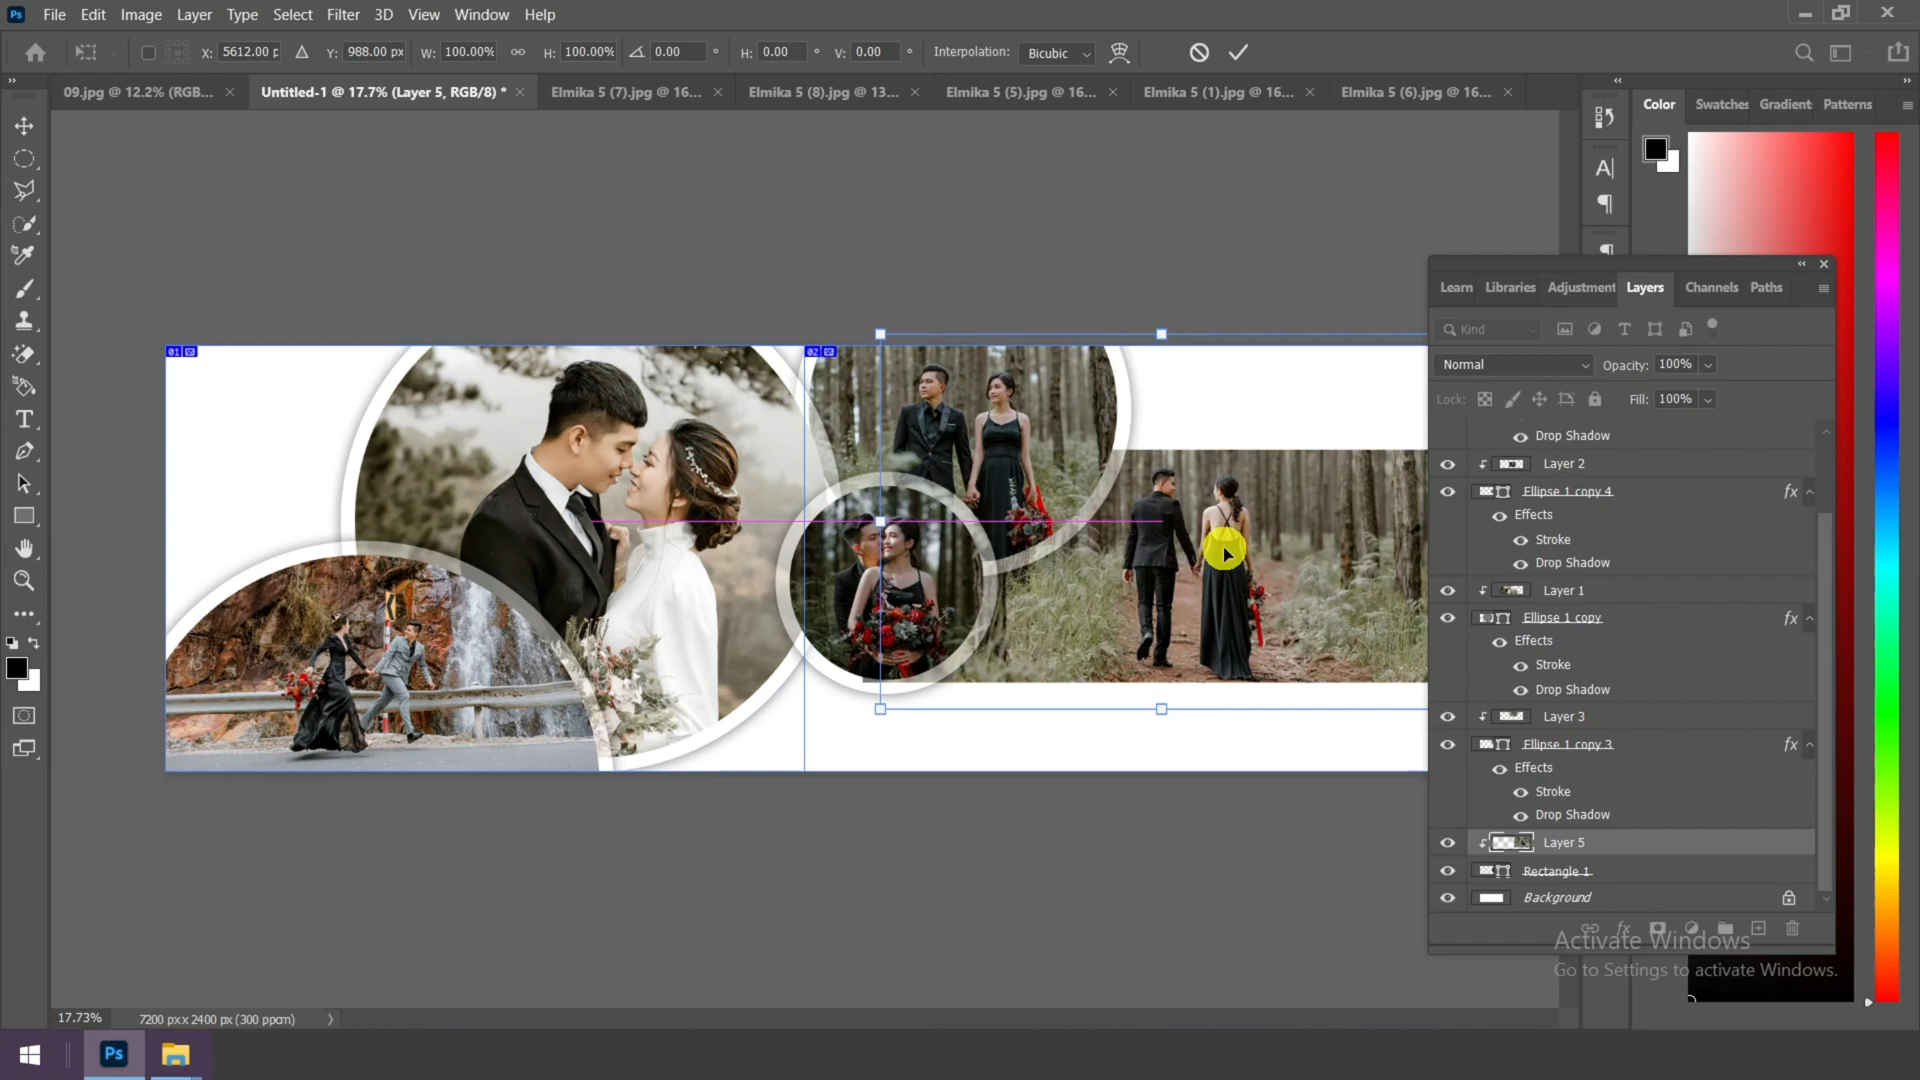 Ps File Edit Image Layer Type Select Filter 3D View Window Help
X: 5612.00 p Y: 988.00 px W: 100.00% H: 100.00% 0.00 ° H: 0.00 ° V: 0.00 ° Interpolation: Bicubic
09.jpg @ 12.2% (RGB... × Untitled-1 @ 17.7% (Layer 5, RGB/8) * × Elmika 5 (7).jpg @ 16... × Elmika 5 (8).jpg @ 13... × Elmika 5 (5).jpg @ 16... × Elmika 5 (1).jpg @ 16... × Elmika 5 (6).jpg @ 16... ×
Color Swatches Gradient Patterns
Learn Libraries Adjustment Layers Channels Paths
Kind
Normal Opacity: 100%
Lock: Fill: 100%
Drop Shadow
Layer 2
Ellipse 1 copy 4 fx
Effects
Stroke
Drop Shadow
Layer 1
Ellipse 1 copy fx
Effects
Stroke
Drop Shadow
Layer 3
Ellipse 1 copy 3 fx
Effects
Stroke
Drop Shadow
Layer 5
Rectangle 1
Background
fx
01 02
Activate Windows
Go to Settings to activate Windows.
17.73% 7200 px x 2400 px (300 ppcm)
Ps